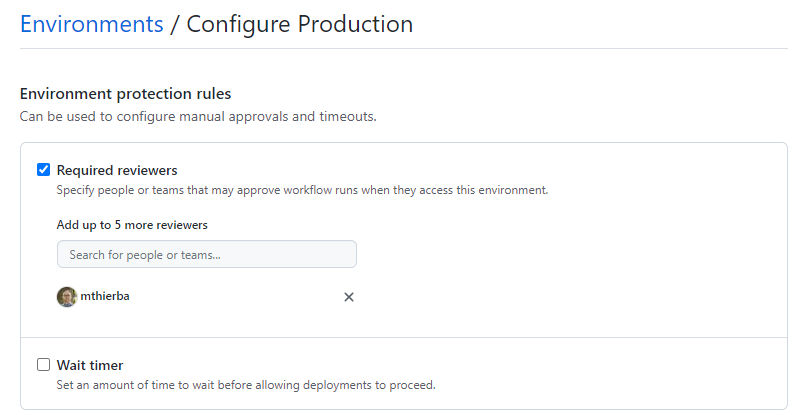 Environments / Configure Production
Environment protection rules
Can be used to configure manual approvals and timeouts.
Required reviewers
Specify people or teams that may approve workflow runs when they access this environment.
Add up to 5 more reviewers
Search for people or teams...
mthierba
Wait timer
Set an amount of time to wait before allowing deployments to proceed.